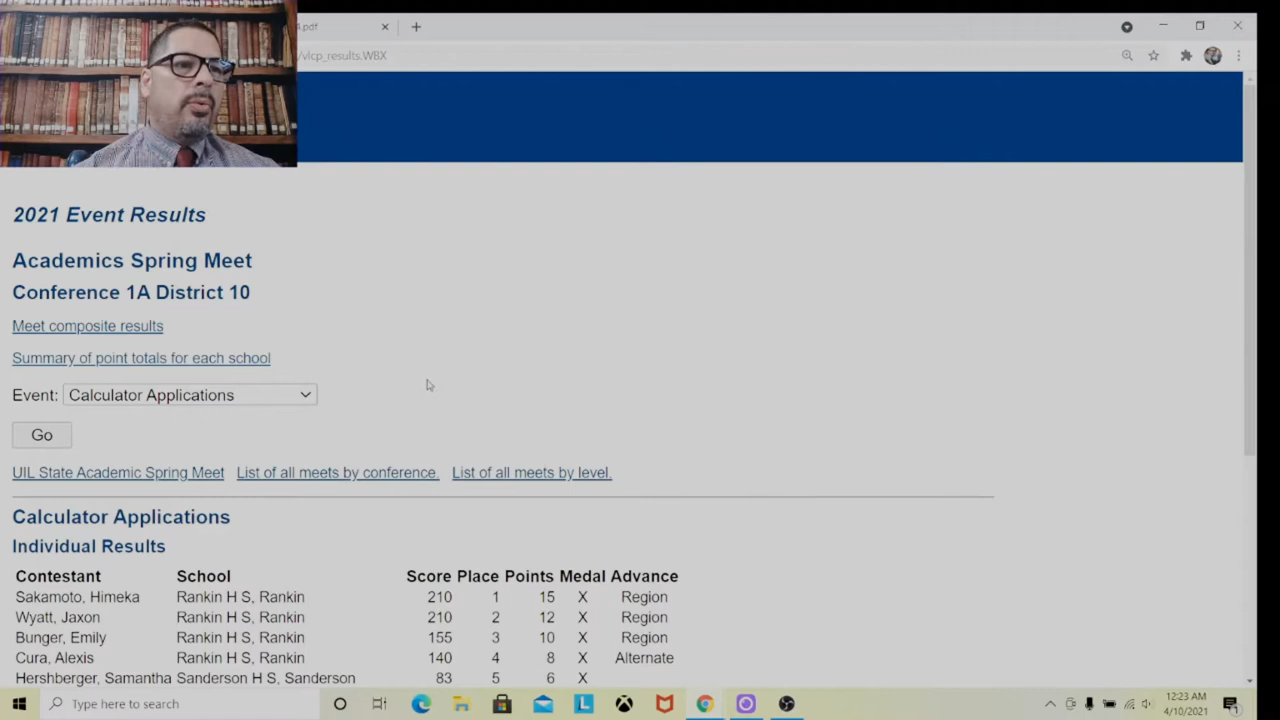 .pdf
/vlcp_results.WBX
2021 Event Results
Academics Spring Meet
Conference 1A District 10
Meet composite results
Summary of point totals for each school
Event: Calculator Applications
Go
UIL State Academic Spring Meet List of all meets by conference. List of all meets by level.
Calculator Applications
Individual Results
Contestant School Score Place Points Medal Advance
Sakamoto, Himeka Rankin H S, Rankin 210 1 15 X Region
Wyatt, Jaxon Rankin H S, Rankin 210 2 12 X Region
Bunger, Emily Rankin H S, Rankin 155 3 10 X Region
Cura, Alexis Rankin H S, Rankin 140 4 8 X Alternate
Hershberger, Samantha Sanderson H S, Sanderson 83 5 6 X
Type here to search
12:23 AM
4/10/2021